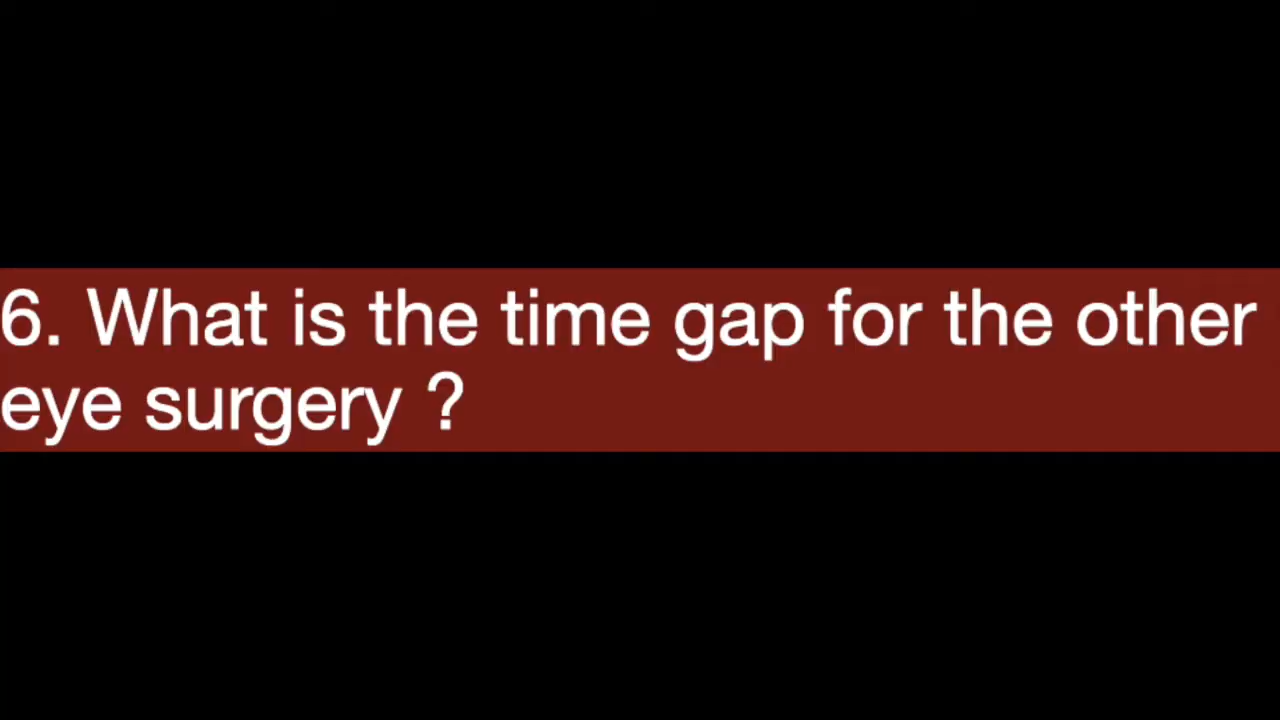 6. What is the time gap for the other
eye surgery ?